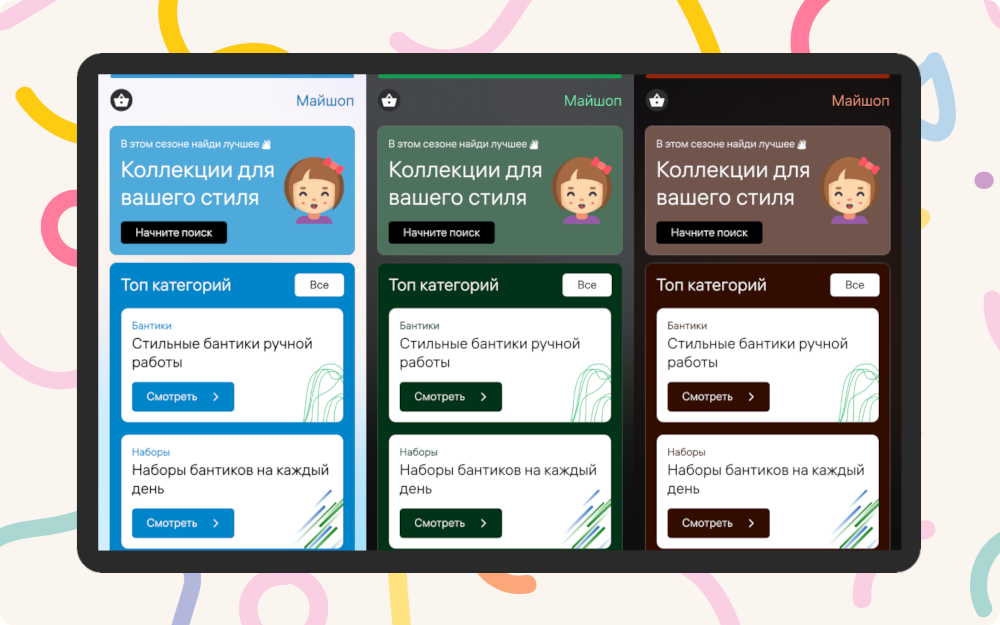 Майшоп
В этом сезоне найди лучшее
Коллекции для
вашего стиля
Начните поиск
Топ категорий
Все
Бантики
Стильные бантики ручной
работы
Смотреть
Наборы
Наборы бантиков на каждый
день
Смотреть
Майшоп
В этом сезоне найди лучшее
Коллекции для
вашего стиля
Начните поиск
Топ категорий
Все
Бантики
Стильные бантики ручной
работы
Смотреть
Наборы
Наборы бантиков на каждый
день
Смотреть
Майшоп
В этом сезоне найди лучшее
Коллекции для
вашего стиля
Начните поиск
Топ категорий
Все
Бантики
Стильные бантики ручной
работы
Смотреть
Наборы
Наборы бантиков на каждый
день
Смотреть